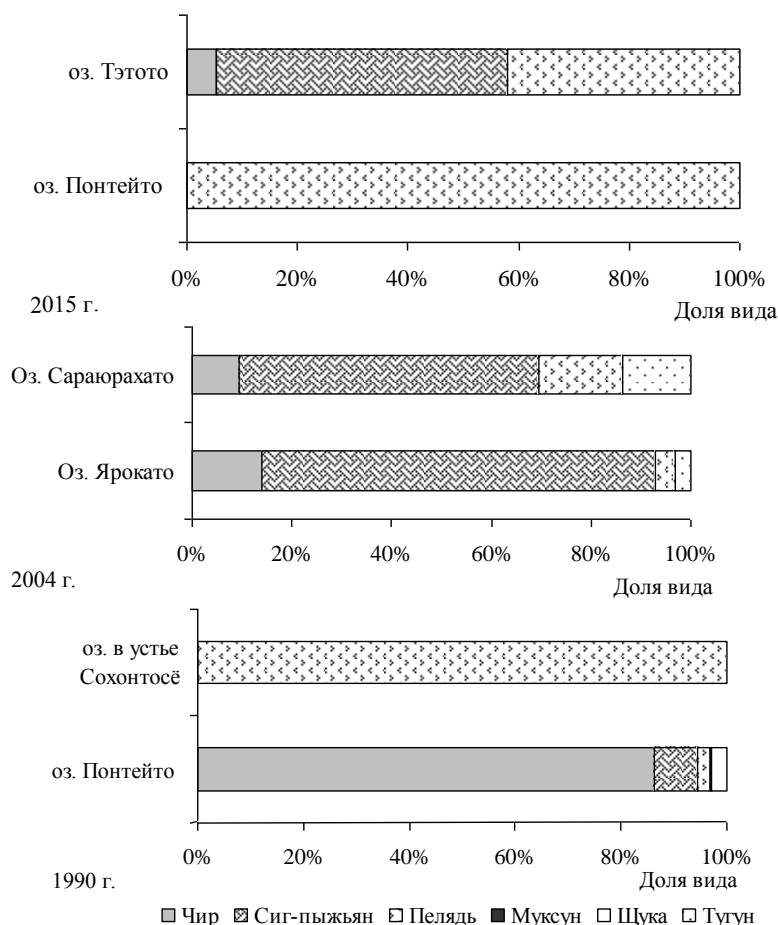 оз. Тэтото
оз. Понтейто
0% 20% 40% 60% 80% 100%
2015 г.
Доля вида
Оз. Сараюрахато
Оз. Ярокато
0% 20% 40% 60% 80% 100%
2004 г.
Доля вида
оз. в устье
Сохонтосё
оз. Понтейто
0% 20% 40% 60% 80% 100%
1990 г.
Доля вида
Чир Сиг-пыжьян Пелядь Муксун Щука Тугун